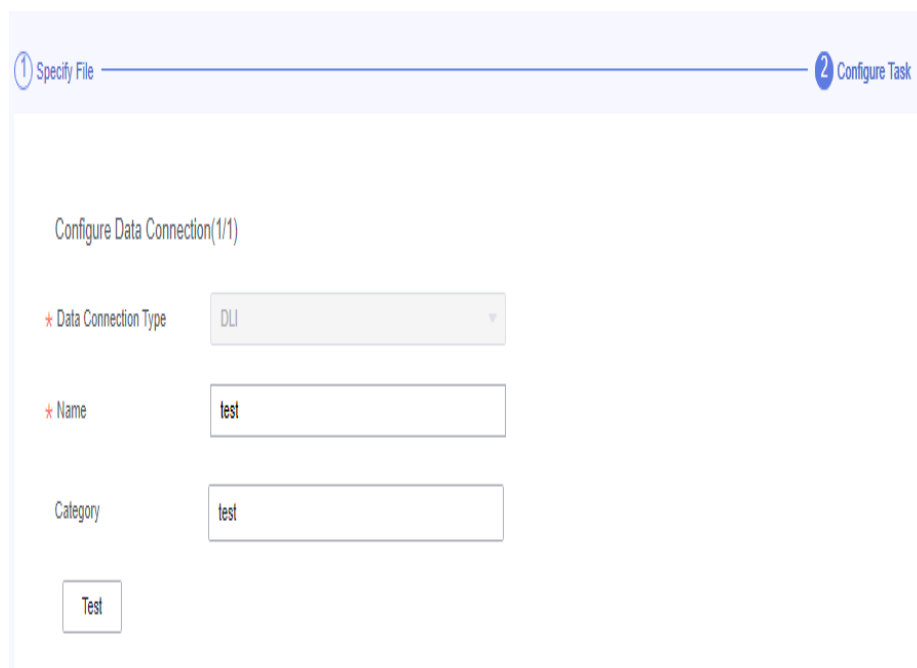 1 Specify File 2 Configure Task
Configure Data Connection(1/1)
* Data Connection Type DLI
* Name test
Category test
Test